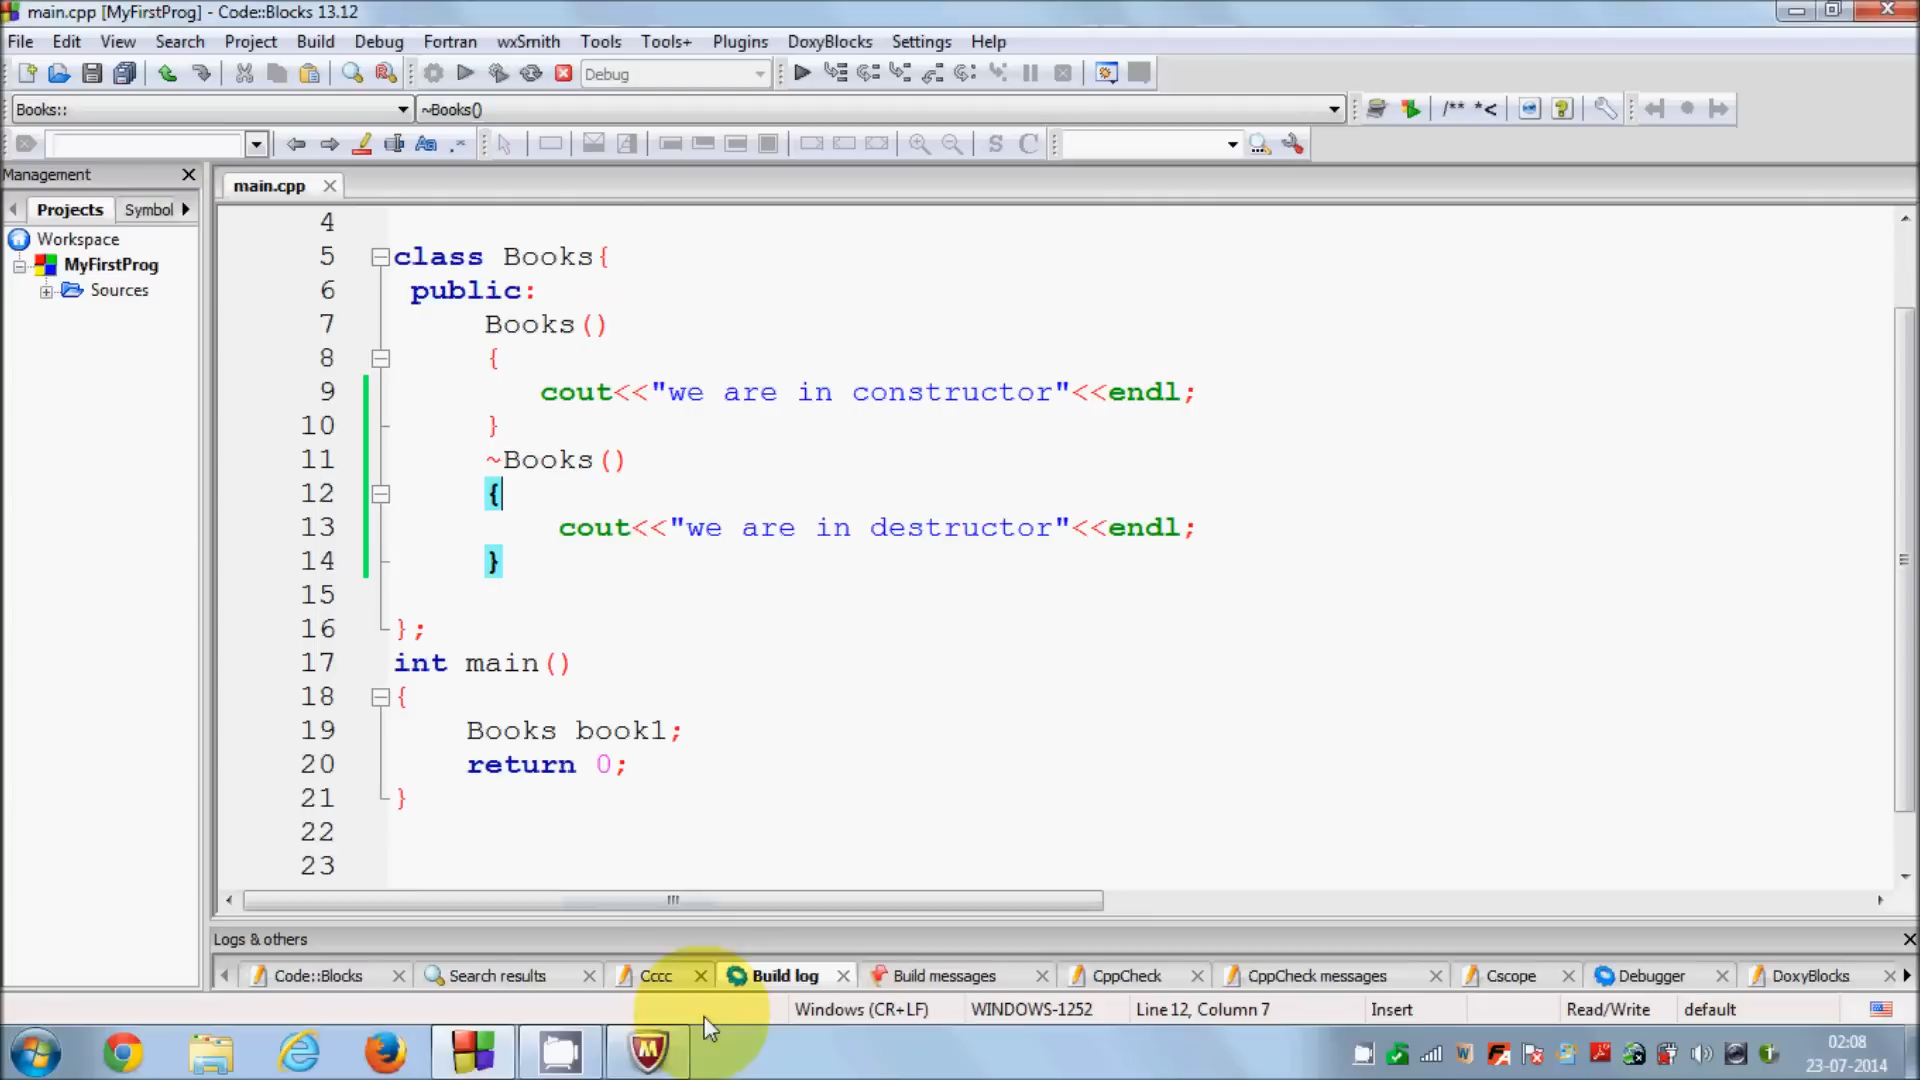 main.cpp [MyFirstProg] - Code::Blocks 13.12
File Edit View Search Project Build Debug Fortran wxSmith Tools Tools+ Plugins DoxyBlocks Settings Help
Debug
Books:: ~Books()
/** *<
S C
Management
Projects Symbol
Workspace
MyFirstProg
Sources
main.cpp
4
5 class Books{
6 public:
7 Books()
8 {
9 cout<<"we are in constructor"<<endl;
10 }
11 ~Books()
12 {
13 cout<<"we are in destructor"<<endl;
14 }
15
16 };
17 int main()
18 {
19 Books book1;
20 return 0;
21 }
22
23
Logs & others
Code::Blocks Search results Cccc Build log Build messages CppCheck CppCheck messages Cscope Debugger DoxyBlocks
Windows (CR+LF) WINDOWS-1252 Line 12, Column 7 Insert Read/Write default
02:08
23-07-2014